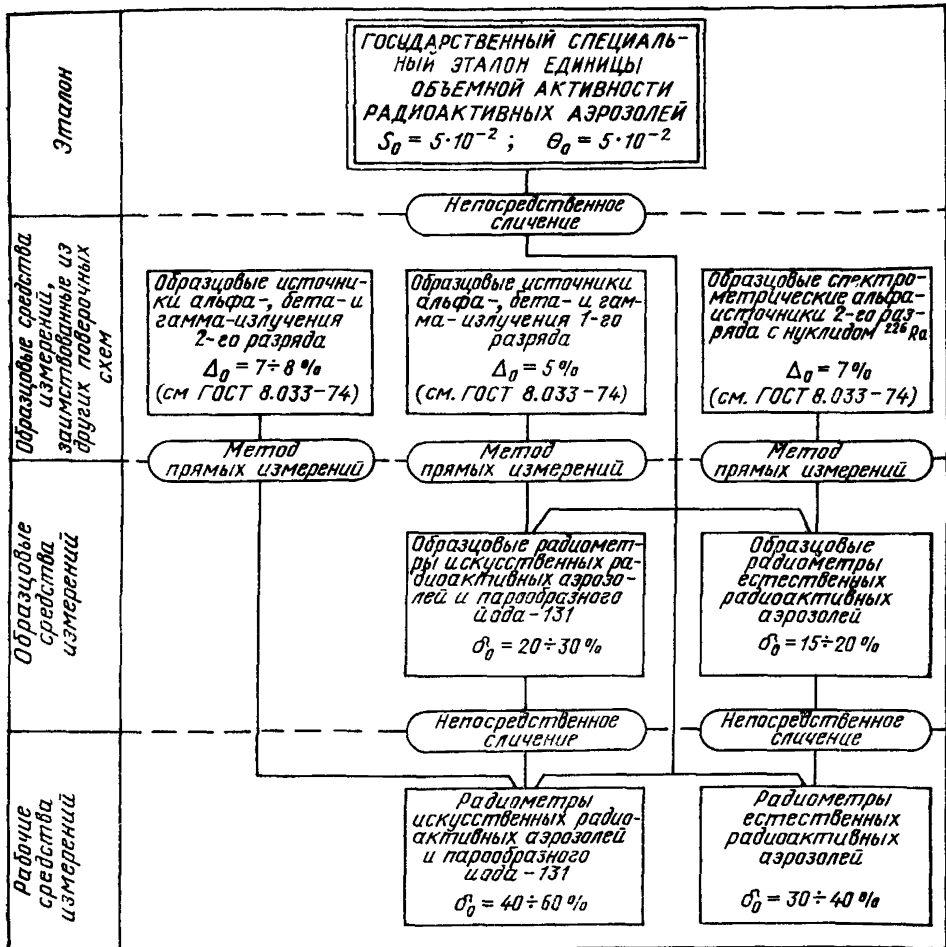 Эталон
ГОСУДАРСТВЕННЫЙ СПЕЦИАЛЬ-
НЫЙ ЭТАЛОН ЕДИНИЦЫ
ОБЪЕМНОЙ АКТИВНОСТИ
РАДИОАКТИВНЫХ АЭРОЗОЛЕЙ
S₀ = 5·10⁻² ; Θ₀ = 5·10⁻²
Непосредственное
сличение
Образцовые средства
измерений,
заимствованные из
других поверочных
схем
Образцовые источни-
ки альфа-, бета- и
гамма-излучения
2-го разряда
Δ₀ = 7÷8 %
(см ГОСТ 8.033-74)
Образцовые источники
альфа-, бета- и гам-
ма-излучения 1-го
разряда
Δ₀ = 5 %
(см. ГОСТ 8.033-74)
Образцовые спектро-
метрические альфа-
источники 2-го раз-
ряда с нуклидом ²²⁶Ra
Δ₀ = 7%
(см. ГОСТ 8.033-74)
Метод
прямых измерений
Метод
прямых измерений
Метод
прямых измерений
Образцовые
средства
измерений
Образцовые радиомет-
ры искусственных ра-
диоактивных аэрозо-
лей и парообразного
йода-131
δ₀ = 20÷30 %
Образцовые
радиометры
естественных
радиоактивных
аэрозолей
δ₀ = 15÷20 %
Непосредственное
сличение
Непосредственное
сличение
Рабочие
средства
измерений
Радиометры
искусственных радио-
активных аэрозолей
и парообразного
йода-131
δ₀ = 40÷60 %
Радиометры
естественных
радиоактивных
аэрозолей
δ₀ = 30÷40 %